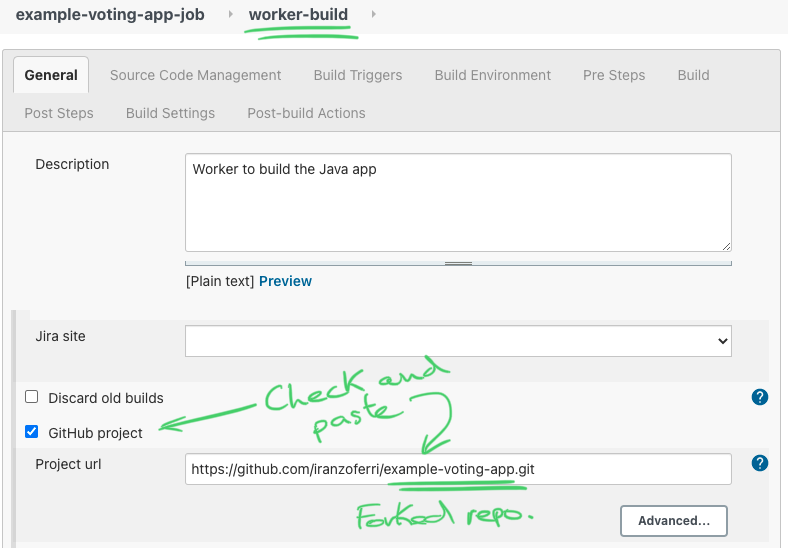 example-voting-app-job › worker-build ›
General Source Code Management Build Triggers Build Environment Pre Steps Build
Post Steps Build Settings Post-build Actions
Description
Worker to build the Java app
[Plain text] Preview
Jira site
Check and
paste
Discard old builds
GitHub project
Project url
https://github.com/iranzoferri/example-voting-app.git
Forked repo.
Advanced...